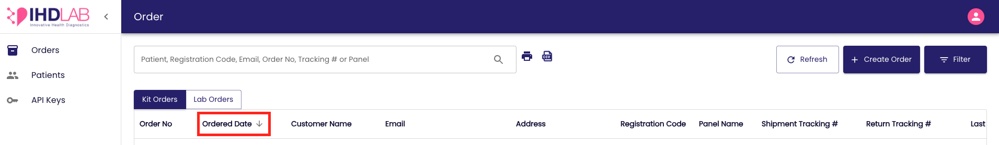 IHDLAB
Innovative Health Diagnostics
Order
Orders
Patients
API Keys
Patient, Registration Code, Email, Order No, Tracking # or Panel
CSV
Refresh
Create Order
Filter
Kit Orders
Lab Orders
Order No
Ordered Date
Customer Name
Email
Address
Registration Code
Panel Name
Shipment Tracking #
Return Tracking #
Last